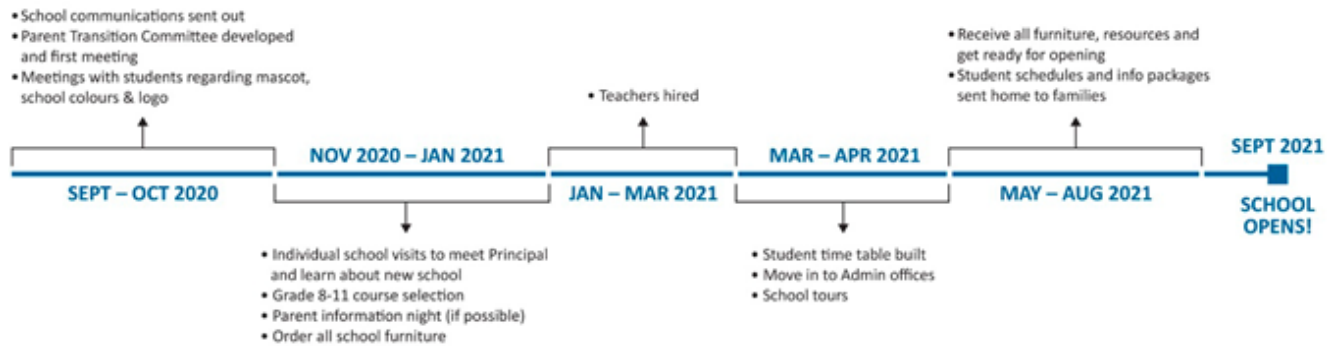 • School communications sent out
• Parent Transition Committee developed
and first meeting
• Meetings with students regarding mascot,
school colours & logo
SEPT – OCT 2020
NOV 2020 – JAN 2021
• Individual school visits to meet Principal
and learn about new school
• Grade 8-11 course selection
• Parent information night (if possible)
• Order all school furniture
• Teachers hired
JAN – MAR 2021
MAR – APR 2021
• Student time table built
• Move in to Admin offices
• School tours
• Receive all furniture, resources and
get ready for opening
• Student schedules and info packages
sent home to families
MAY – AUG 2021
SEPT 2021
SCHOOL
OPENS!